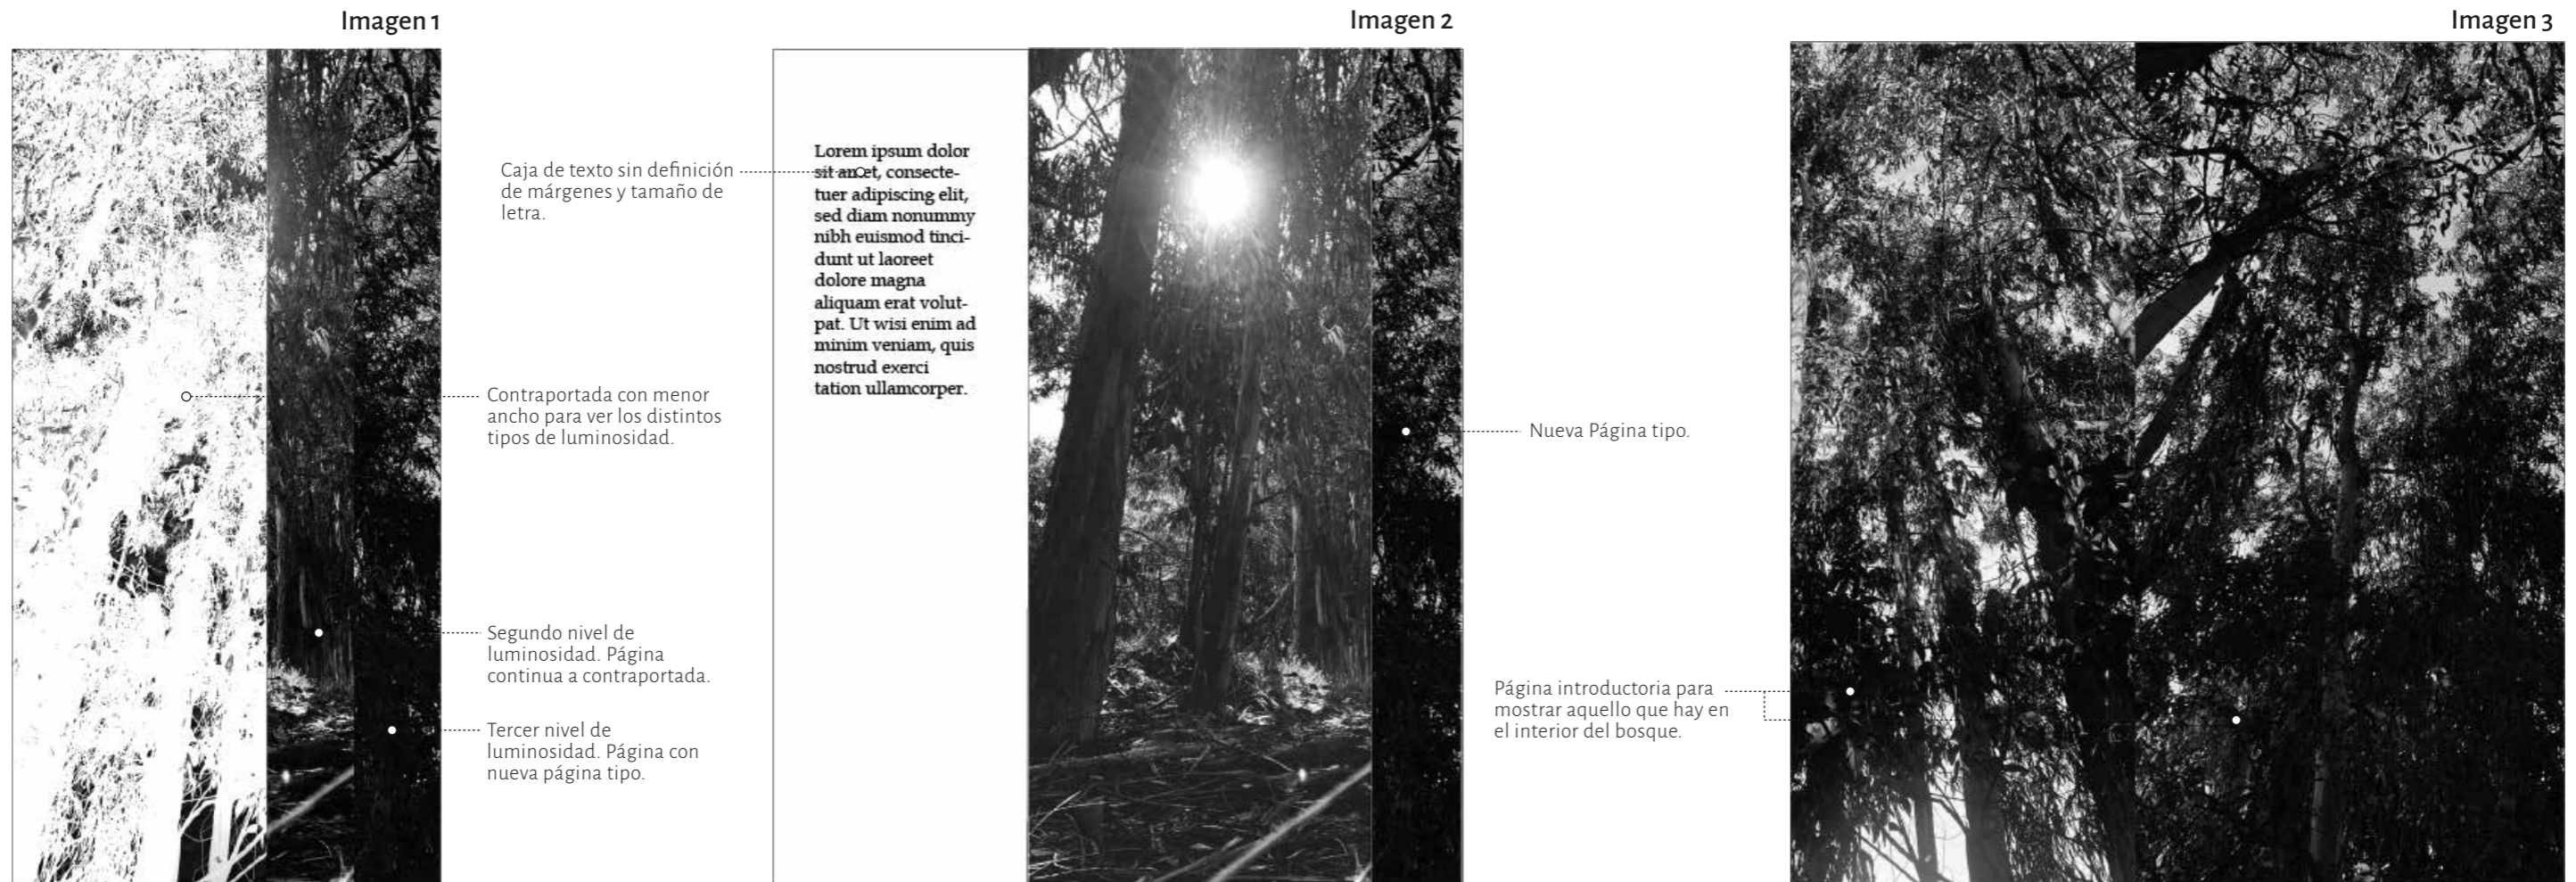 Imagen 1
Imagen 2
Imagen 3
Caja de texto sin definición
de márgenes y tamaño de
letra.
Contraportada con menor
ancho para ver los distintos
tipos de luminosidad.
Segundo nivel de
luminosidad. Página
continua a contraportada.
Tercer nivel de
luminosidad. Página con
nueva página tipo.
Lorem ipsum dolor
sit amet, consecte-
tuer adipiscing elit,
sed diam nonummy
nibh euismod tinci-
dunt ut laoreet
dolore magna
aliquam erat volut-
pat. Ut wisi enim ad
minim veniam, quis
nostrud exerci
tation ullamcorper.
Nueva Página tipo.
Página introductoria para
mostrar aquello que hay en
el interior del bosque.